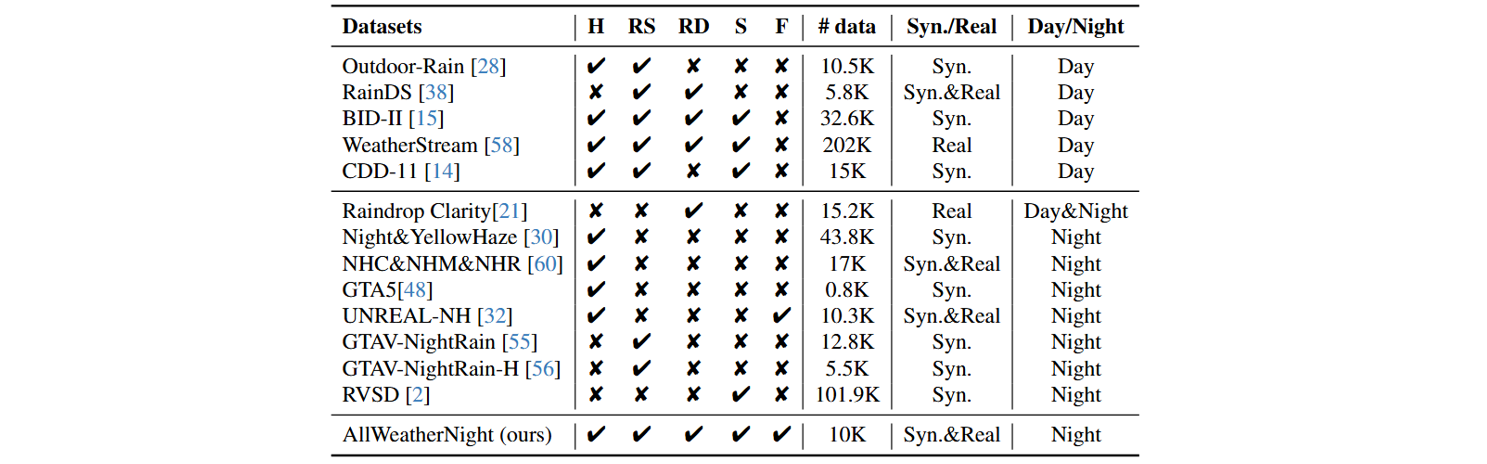 Datasets H RS RD S F # data Syn./Real Day/Night
Outdoor-Rain [28] ✔ ✔ ✘ ✘ ✘ 10.5K Syn. Day
RainDS [38] ✘ ✔ ✔ ✘ ✘ 5.8K Syn.&Real Day
BID-II [15] ✔ ✔ ✔ ✔ ✘ 32.6K Syn. Day
WeatherStream [58] ✔ ✔ ✔ ✔ ✘ 202K Real Day
CDD-11 [14] ✔ ✔ ✘ ✔ ✘ 15K Syn. Day
Raindrop Clarity[21] ✘ ✘ ✔ ✘ ✘ 15.2K Real Day&Night
Night&YellowHaze [30] ✔ ✘ ✘ ✘ ✘ 43.8K Syn. Night
NHC&NHM&NHR [60] ✔ ✘ ✘ ✘ ✘ 17K Syn.&Real Night
GTA5[48] ✔ ✘ ✘ ✘ ✘ 0.8K Syn. Night
UNREAL-NH [32] ✔ ✘ ✘ ✘ ✔ 10.3K Syn.&Real Night
GTAV-NightRain [55] ✘ ✔ ✘ ✘ ✘ 12.8K Syn. Night
GTAV-NightRain-H [56] ✘ ✔ ✘ ✘ ✘ 5.5K Syn. Night
RVSD [2] ✘ ✘ ✘ ✔ ✘ 101.9K Syn. Night
AllWeatherNight (ours) ✔ ✔ ✔ ✔ ✔ 10K Syn.&Real Night